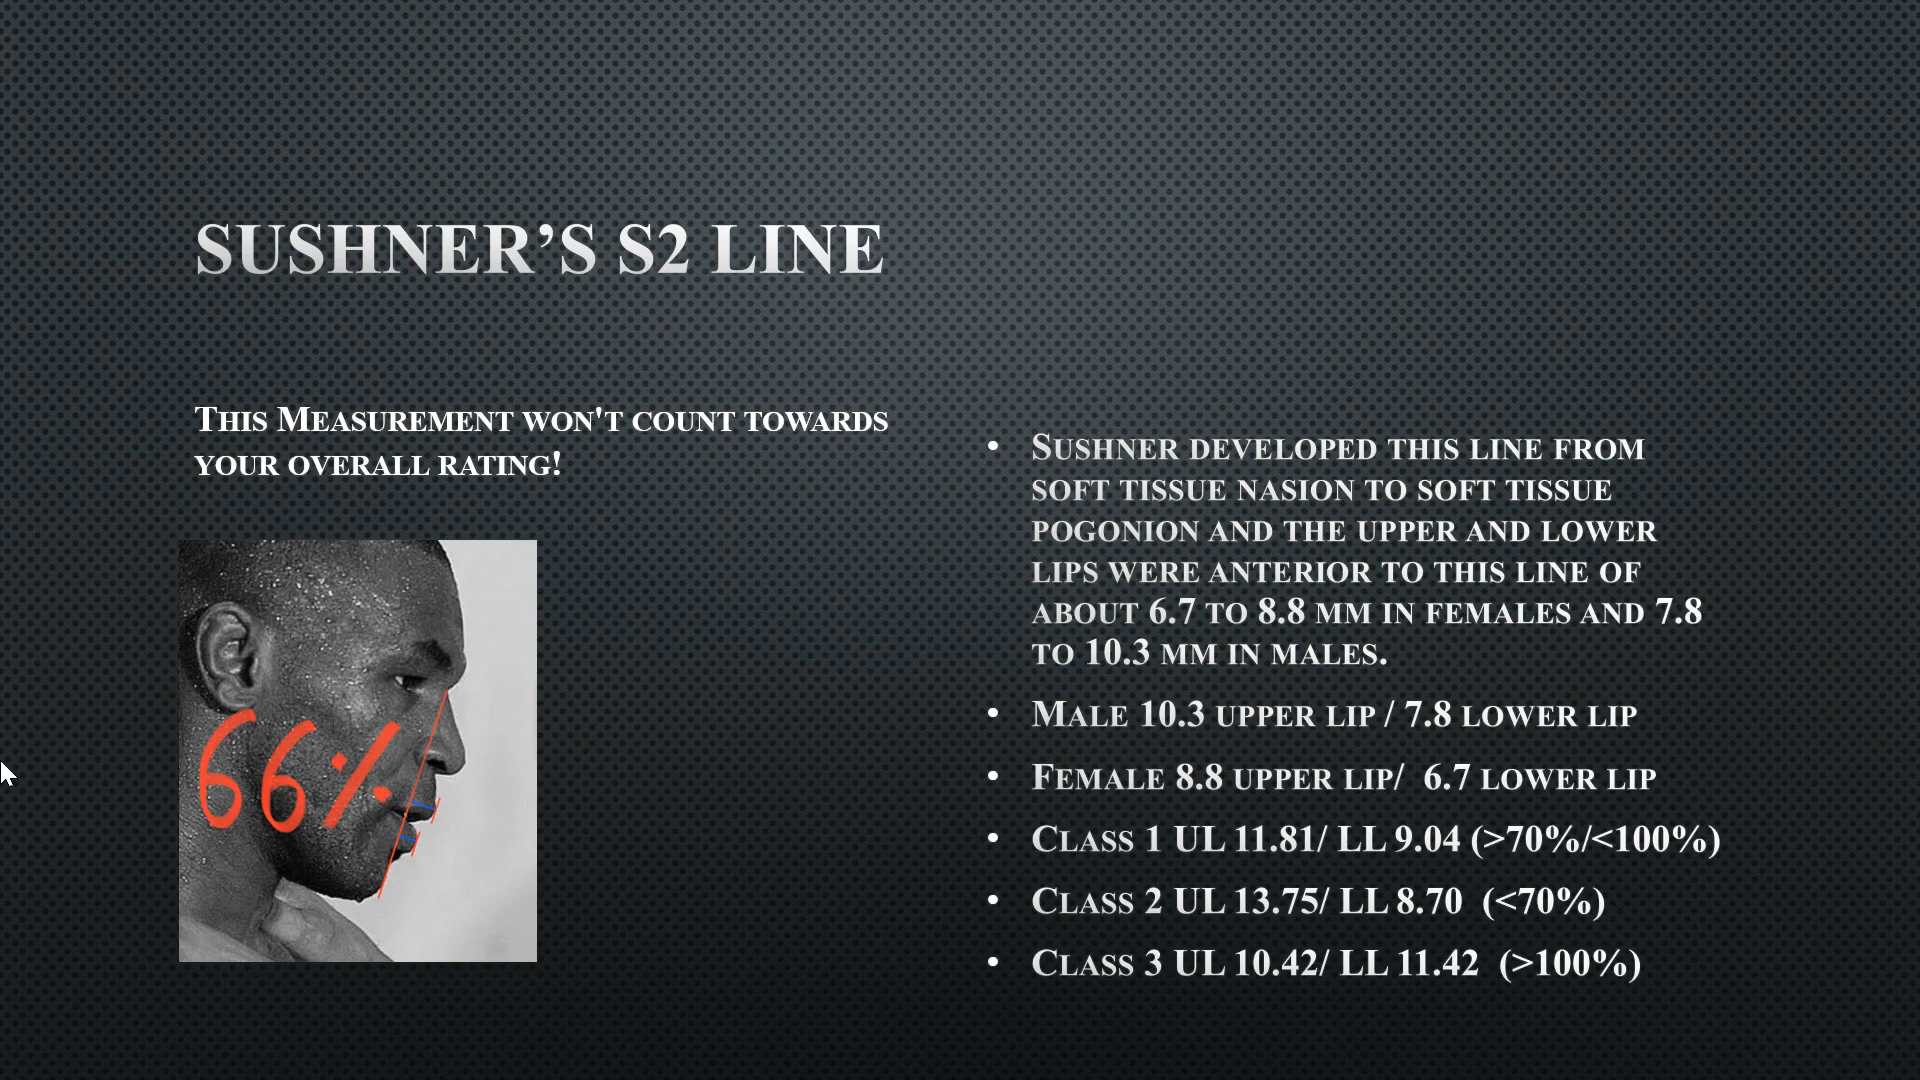 SUSHNER’S S2 LINE
THIS MEASUREMENT WON'T COUNT TOWARDS
YOUR OVERALL RATING!
66%
• SUSHNER DEVELOPED THIS LINE FROM
SOFT TISSUE NASION TO SOFT TISSUE
POGONION AND THE UPPER AND LOWER
LIPS WERE ANTERIOR TO THIS LINE OF
ABOUT 6.7 TO 8.8 MM IN FEMALES AND 7.8
TO 10.3 MM IN MALES.
• MALE 10.3 UPPER LIP / 7.8 LOWER LIP
• FEMALE 8.8 UPPER LIP/ 6.7 LOWER LIP
• CLASS 1 UL 11.81/ LL 9.04 (>70%/<100%)
• CLASS 2 UL 13.75/ LL 8.70 (<70%)
• CLASS 3 UL 10.42/ LL 11.42 (>100%)